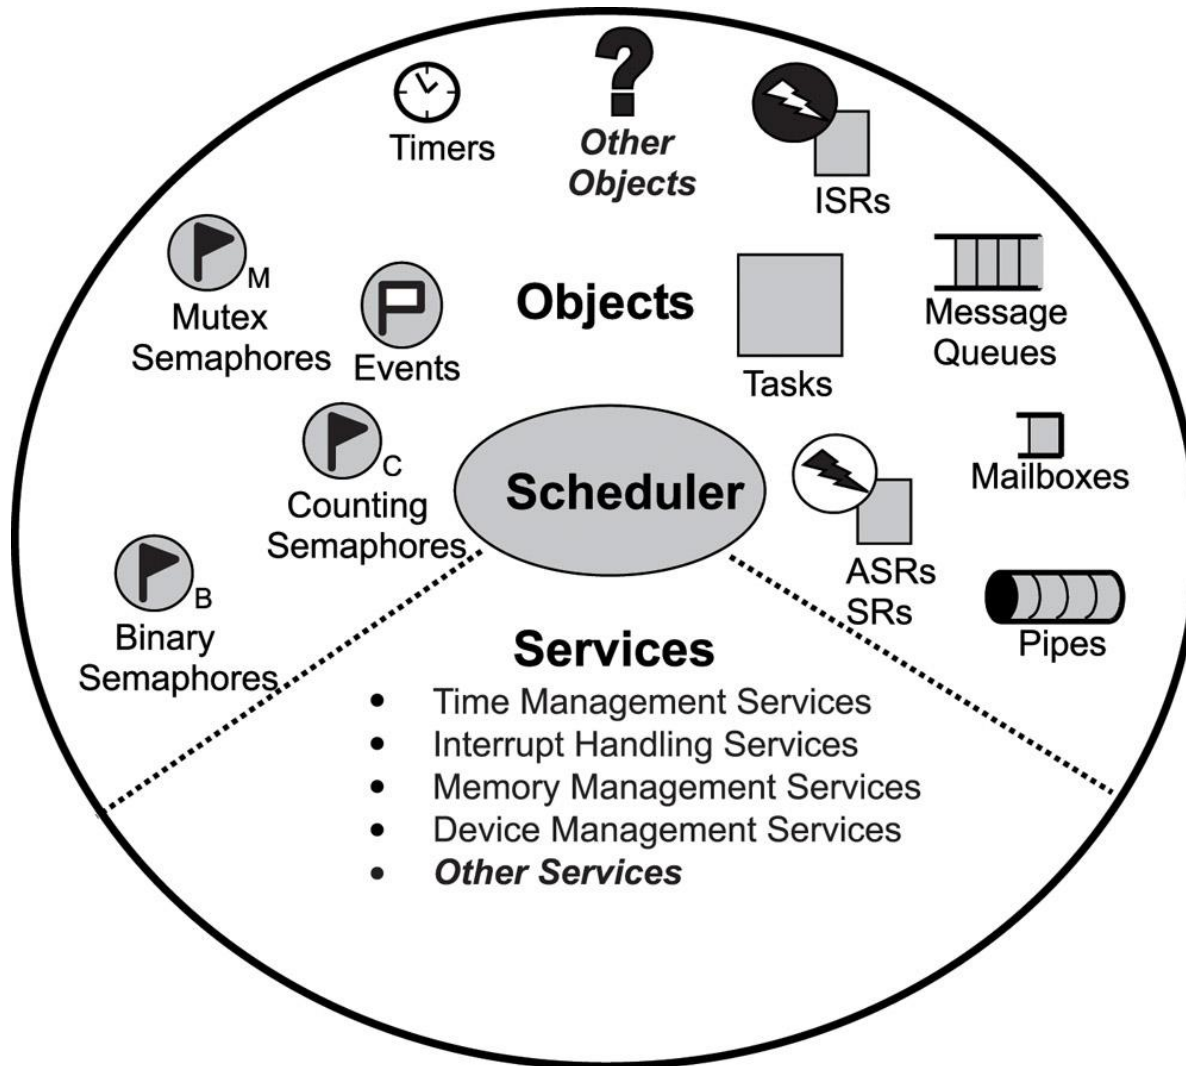 Timers
Other
Objects
ISRs
M
Mutex
Semaphores
Events
Objects
Tasks
Message
Queues
C
Counting
Semaphores
Scheduler
Mailboxes
B
Binary
Semaphores
ASRs
SRs
Pipes
Services
• Time Management Services
• Interrupt Handling Services
• Memory Management Services
• Device Management Services
• Other Services